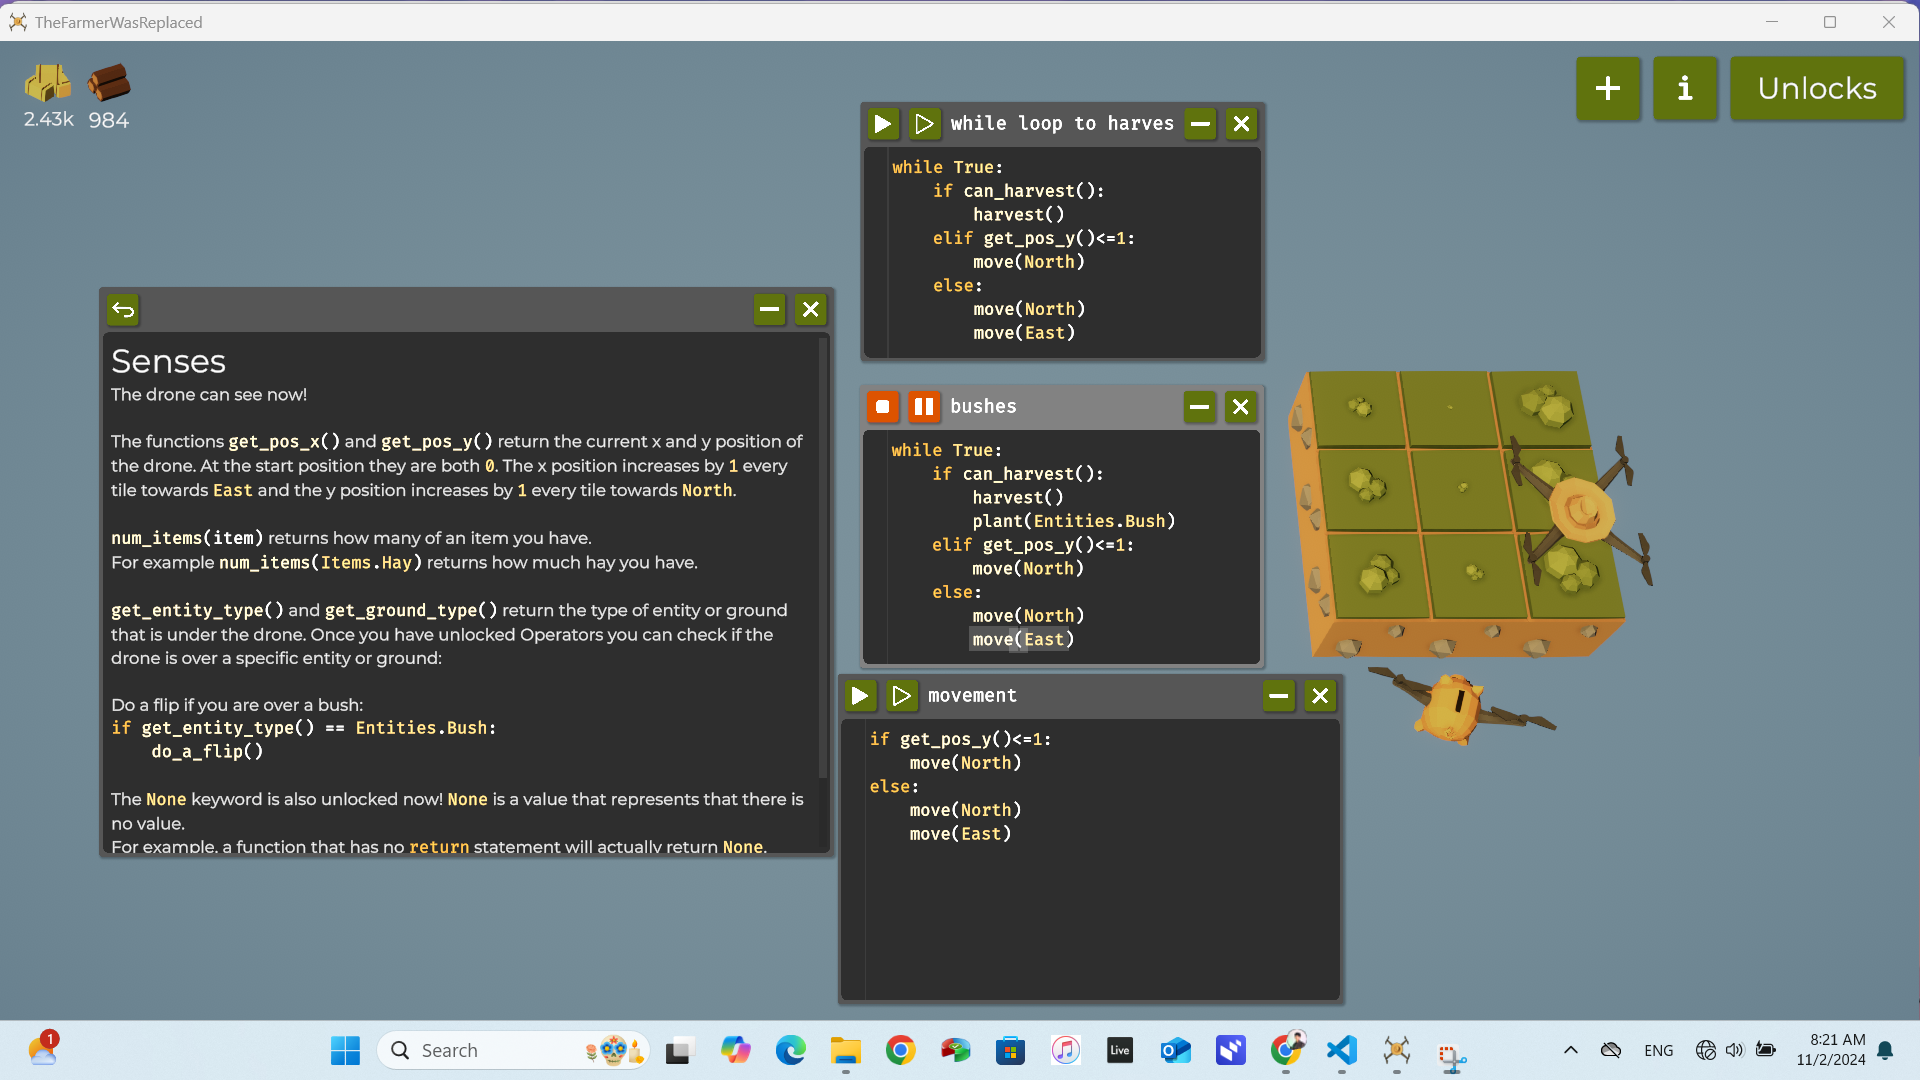 TheFarmerWasReplaced
2.43k 984
+ i Unlocks
while loop to harves
while True:
    if can_harvest():
        harvest()
    elif get_pos_y()<=1:
        move(North)
    else:
        move(North)
        move(East)
Senses
The drone can see now!
The functions get_pos_x() and get_pos_y() return the current x and y position of
the drone. At the start position they are both 0. The x position increases by 1 every
tile towards East and the y position increases by 1 every tile towards North.
num_items(item) returns how many of an item you have.
For example num_items(Items.Hay) returns how much hay you have.
get_entity_type() and get_ground_type() return the type of entity or ground
that is under the drone. Once you have unlocked Operators you can check if the
drone is over a specific entity or ground:
Do a flip if you are over a bush:
if get_entity_type() == Entities.Bush:
    do_a_flip()
The None keyword is also unlocked now! None is a value that represents that there is
no value.
For example, a function that has no return statement will actually return None.
bushes
while True:
    if can_harvest():
        harvest()
        plant(Entities.Bush)
    elif get_pos_y()<=1:
        move(North)
    else:
        move(North)
        move(East)
movement
if get_pos_y()<=1:
    move(North)
else:
    move(North)
    move(East)
1
Search
Live
ENG
8:21 AM
11/2/2024